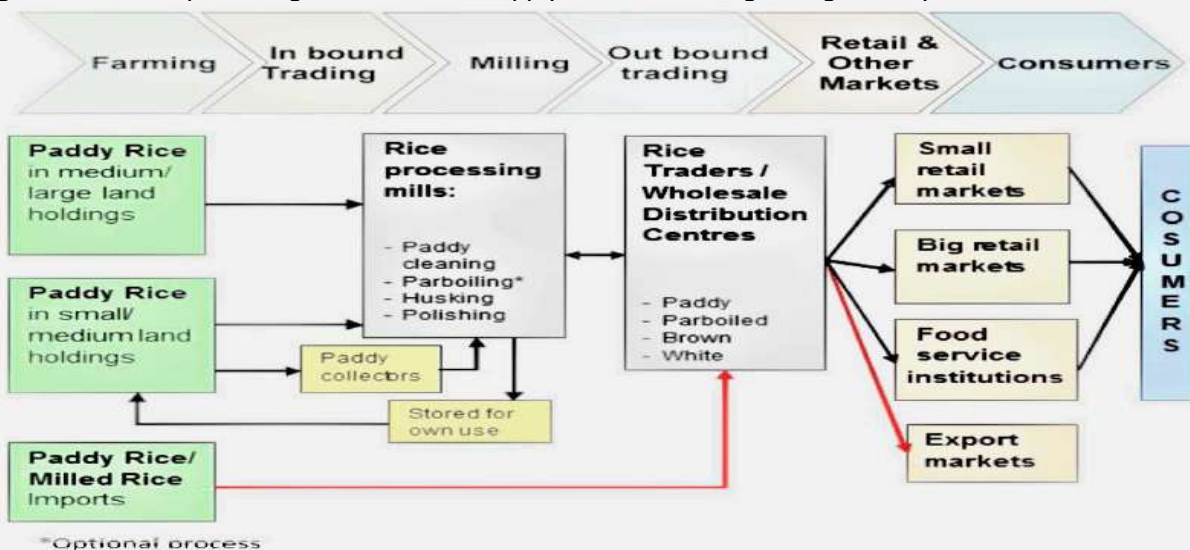 Farming
In bound
Trading
Milling
Out bound
trading
Retail &
Other
Markets
Consumers
Paddy Rice
in medium/
large land
holdings
Paddy Rice
in small/
medium land
holdings
Paddy Rice/
Milled Rice
Imports
Paddy
collectors
Stored for
own use
Rice
processing
mills:
- Paddy
cleaning
- Parboiling*
- Husking
- Polishing
Rice
Traders /
Wholesale
Distribution
Centres
- Paddy
- Parboiled
- Brown
- White
Small
retail
markets
Big retail
markets
Food
service
institutions
Export
markets
C
O
S
U
M
E
R
S
*Optional process